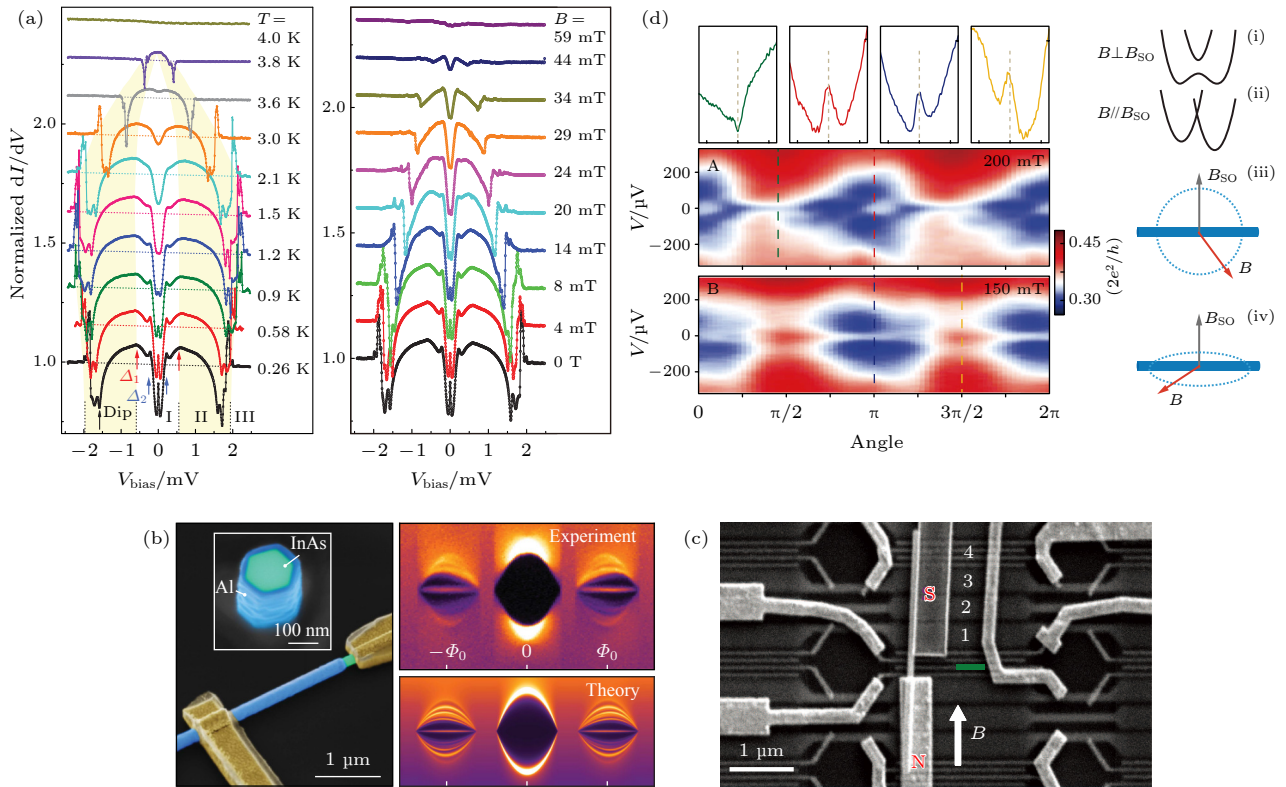 (a)
T =
4.0 K
3.8 K
3.6 K
3.0 K
2.1 K
1.5 K
1.2 K
0.9 K
0.58 K
0.26 K
Δ₁
Δ₂
Dip
I
II
III
2.0
1.5
1.0
Normalized dI/dV
−2 −1 0 1 2
V_bias/mV
B =
59 mT
44 mT
34 mT
29 mT
24 mT
20 mT
14 mT
8 mT
4 mT
0 T
2.0
1.5
1.0
−2 −1 0 1 2
V_bias/mV
(d)
A
200 mT
V/μV
200
0
−200
B
150 mT
V/μV
200
0
−200
0 π/2 π 3π/2 2π
Angle
0.45
0.30
(2e²/h)
(i)
B⊥B_SO
(ii)
B//B_SO
(iii)
B_SO
B
(iv)
B_SO
B
(b)
InAs
Al
100 nm
1 μm
Experiment
−Φ₀ 0 Φ₀
Theory
(c)
4
3
2
1
S
N
B
1 μm